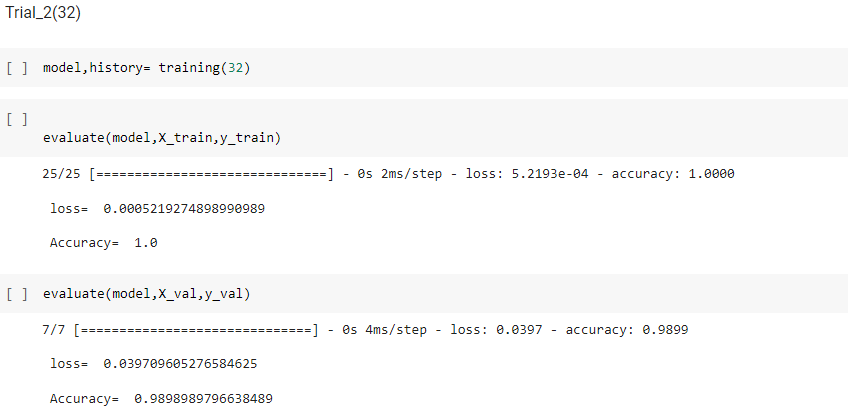 Trial_2(32)
[ ] model,history= training(32)
[ ]
evaluate(model,X_train,y_train)
25/25 [==============================] - 0s 2ms/step - loss: 5.2193e-04 - accuracy: 1.0000
loss=  0.0005219274898990989
Accuracy=  1.0
[ ] evaluate(model,X_val,y_val)
7/7 [==============================] - 0s 4ms/step - loss: 0.0397 - accuracy: 0.9899
loss=  0.039709605276584625
Accuracy=  0.9898989796638489